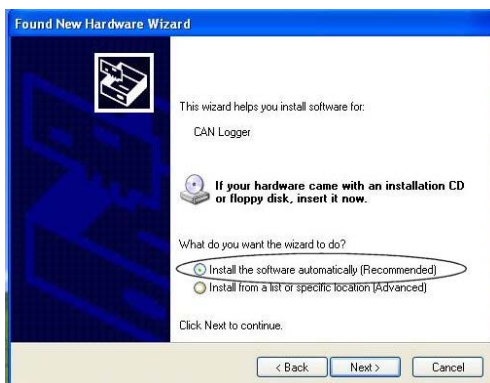 Found New Hardware Wizard
This wizard helps you install software for:
CAN Logger
If your hardware came with an installation CD
or floppy disk, insert it now.
What do you want the wizard to do?
Install the software automatically (Recommended)
Install from a list or specific location (Advanced)
Click Next to continue.
< Back
Next >
Cancel